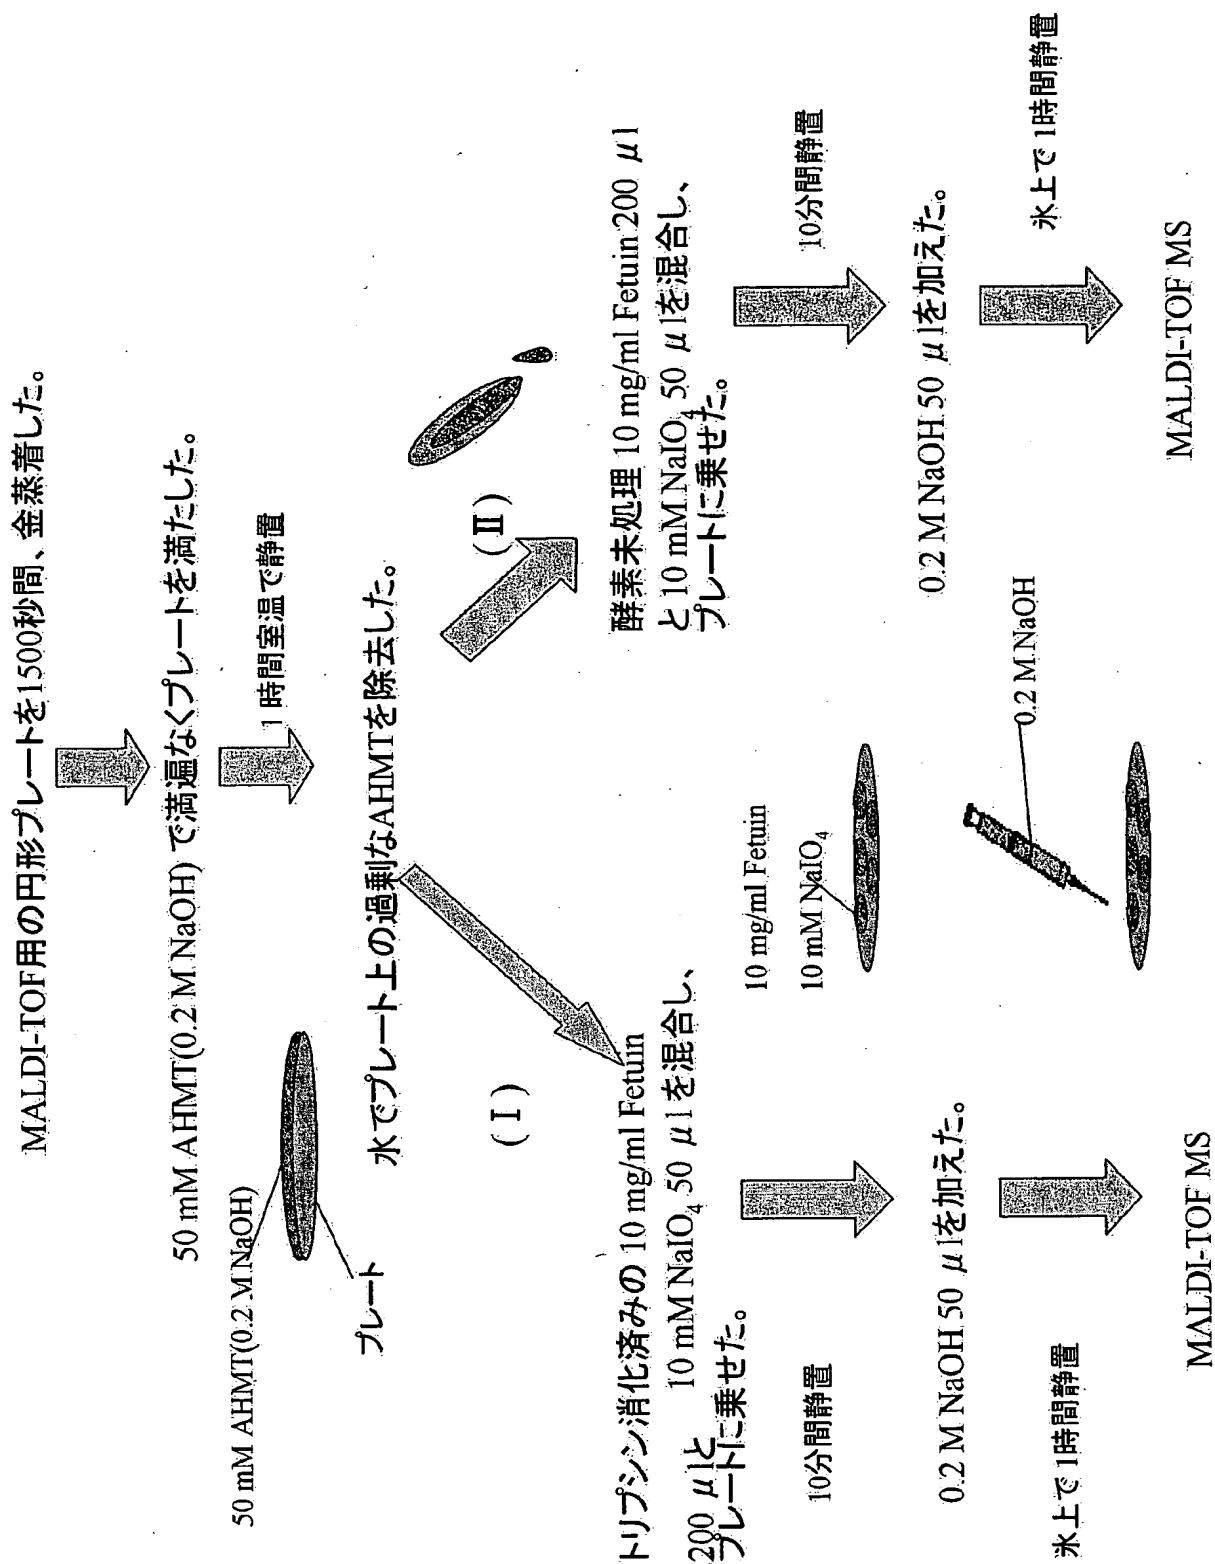 MALDI-TOF用の円形プレートを1500秒間、金蒸着した。
50 mM AHMT(0.2 M NaOH) で満遍なくプレートを満たした。
1 時間室温で静置
50 mM AHMT(0.2 M NaOH)
プレート
水でプレート上の過剰なAHMTを除去した。
( I )
( II )
トリプシン消化済みの 10 mg/ml Fetuin
200 μlと 10 mM NaIO4 50 μlを混合し、
プレートに乗せた。
10分間静置
0.2 M NaOH 50 μlを加えた。
氷上で 1時間静置
MALDI-TOF MS
10 mg/ml Fetuin
10 mM NaIO4
0.2 M NaOH
酵素未処理 10 mg/ml Fetuin 200 μl
と 10 mM NaIO4 50 μlを混合し、
プレートに乗せた。
10分間静置
0.2 M NaOH 50 μlを加えた。
氷上で 1時間静置
MALDI-TOF MS